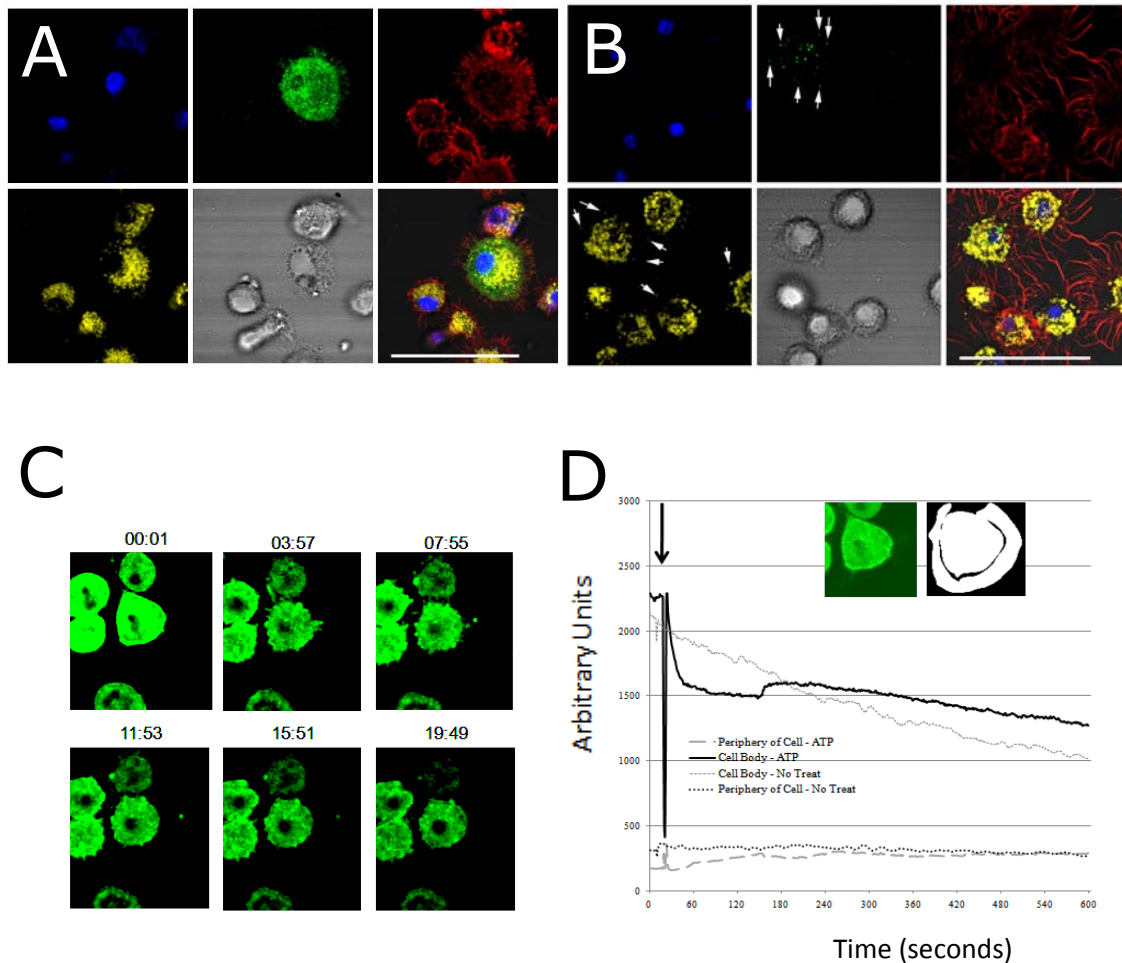 A
B
C
00:01
03:57
07:55
11:53
15:51
19:49
D
3000
2500
2000
1500
1000
500
0
Arbitrary Units
Periphery of Cell - ATP
Cell Body - ATP
Cell Body - No Treat
Periphery of Cell - No Treat
0 60 120 180 240 300 360 420 480 540 600
Time (seconds)